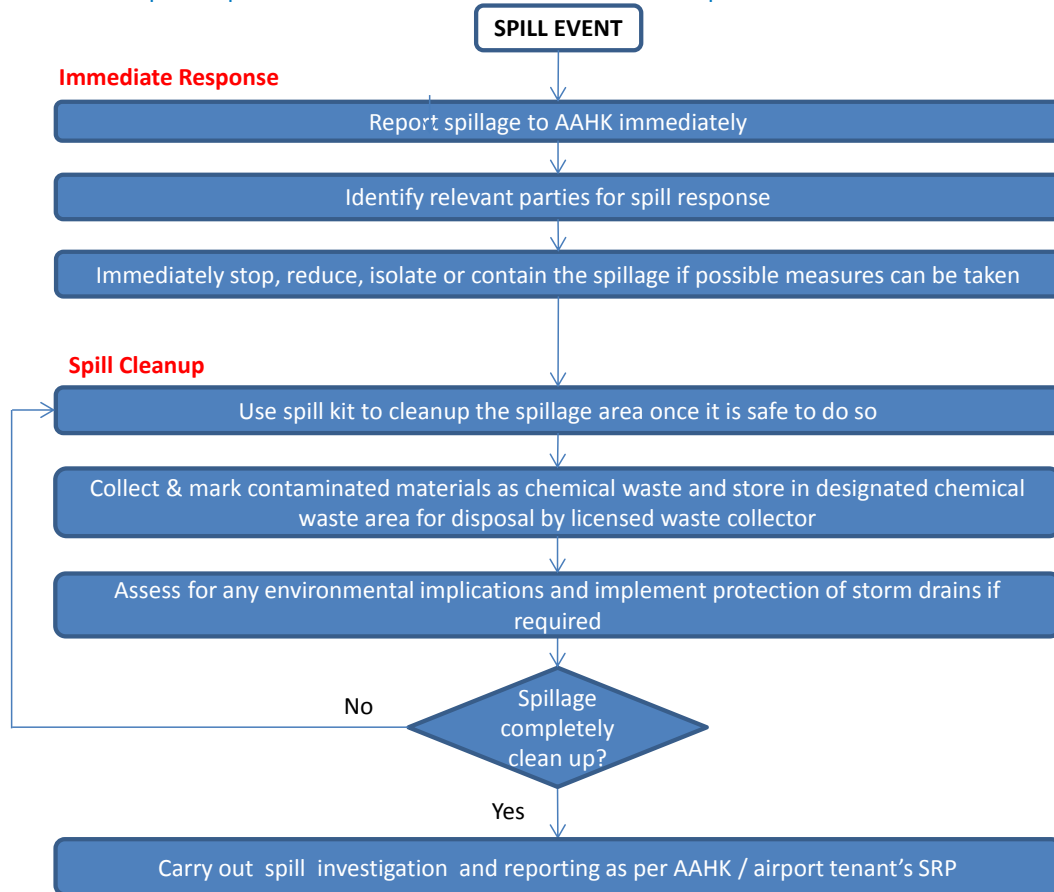 SPILL EVENT
Immediate Response
Report spillage to AAHK immediately
Identify relevant parties for spill response
Immediately stop, reduce, isolate or contain the spillage if possible measures can be taken
Spill Cleanup
Use spill kit to cleanup the spillage area once it is safe to do so
Collect & mark contaminated materials as chemical waste and store in designated chemical
waste area for disposal by licensed waste collector
Assess for any environmental implications and implement protection of storm drains if
required
Spillage
completely
clean up?
No
Yes
Carry out spill investigation and reporting as per AAHK / airport tenant's SRP